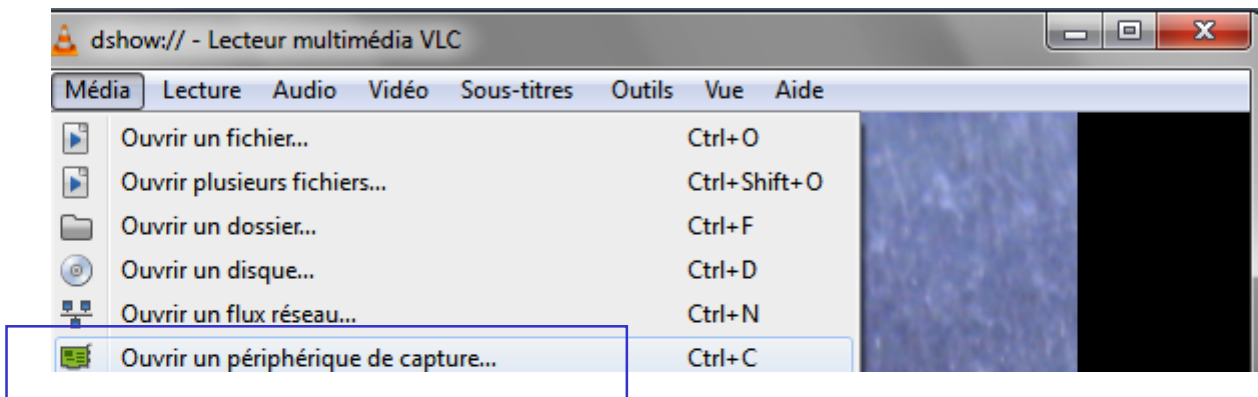 dshow:// - Lecteur multimédia VLC
Média Lecture Audio Vidéo Sous-titres Outils Vue Aide
Ouvrir un fichier... Ctrl+O
Ouvrir plusieurs fichiers... Ctrl+Shift+O
Ouvrir un dossier... Ctrl+F
Ouvrir un disque... Ctrl+D
Ouvrir un flux réseau... Ctrl+N
Ouvrir un périphérique de capture... Ctrl+C